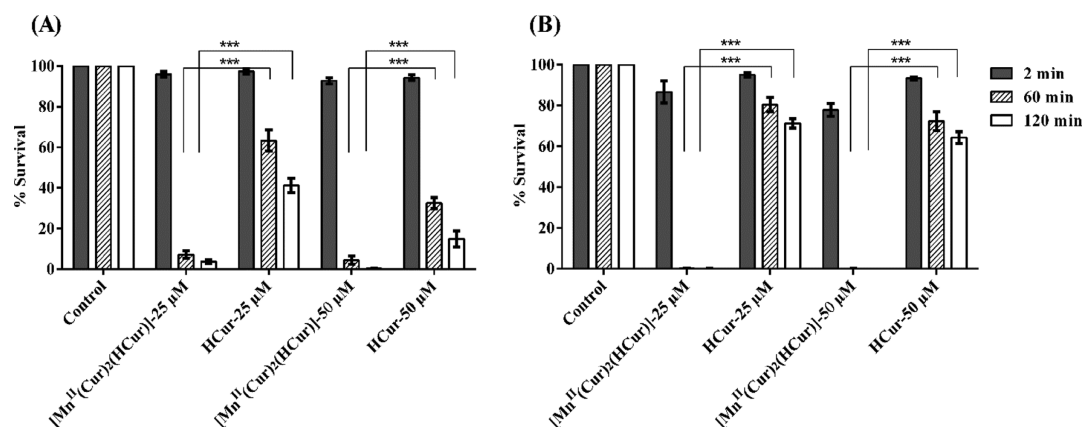 (A)
(B)
***
***
***
***
***
***
***
***
100
80
60
40
20
0
% Survival
100
80
60
40
20
0
% Survival
2 min
60 min
120 min
Control
[Mn^II(Cur)₂(HCur)]-25 µM
HCur-25 µM
[Mn^II(Cur)₂(HCur)]-50 µM
HCur-50 µM
Control
[Mn^II(Cur)₂(HCur)]-25 µM
HCur-25 µM
[Mn^II(Cur)₂(HCur)]-50 µM
HCur-50 µM